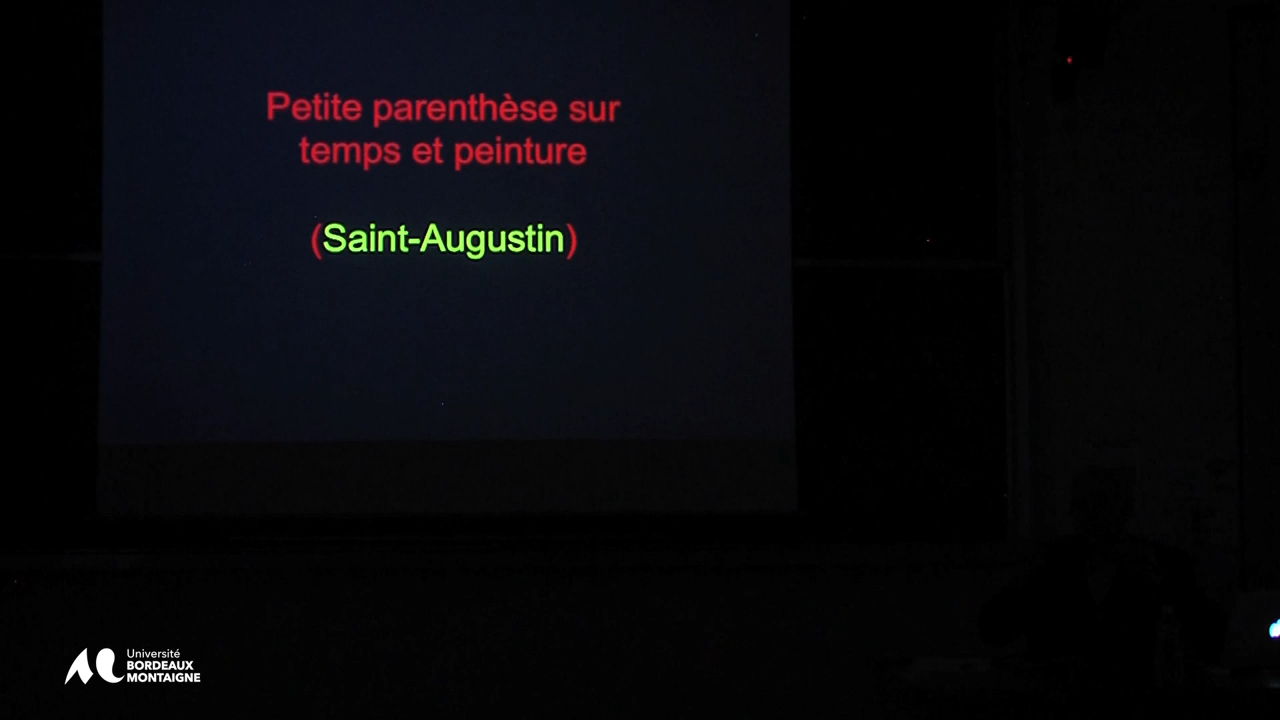 Petite parenthèse sur
temps et peinture
(Saint-Augustin)
Université
BORDEAUX
MONTAIGNE